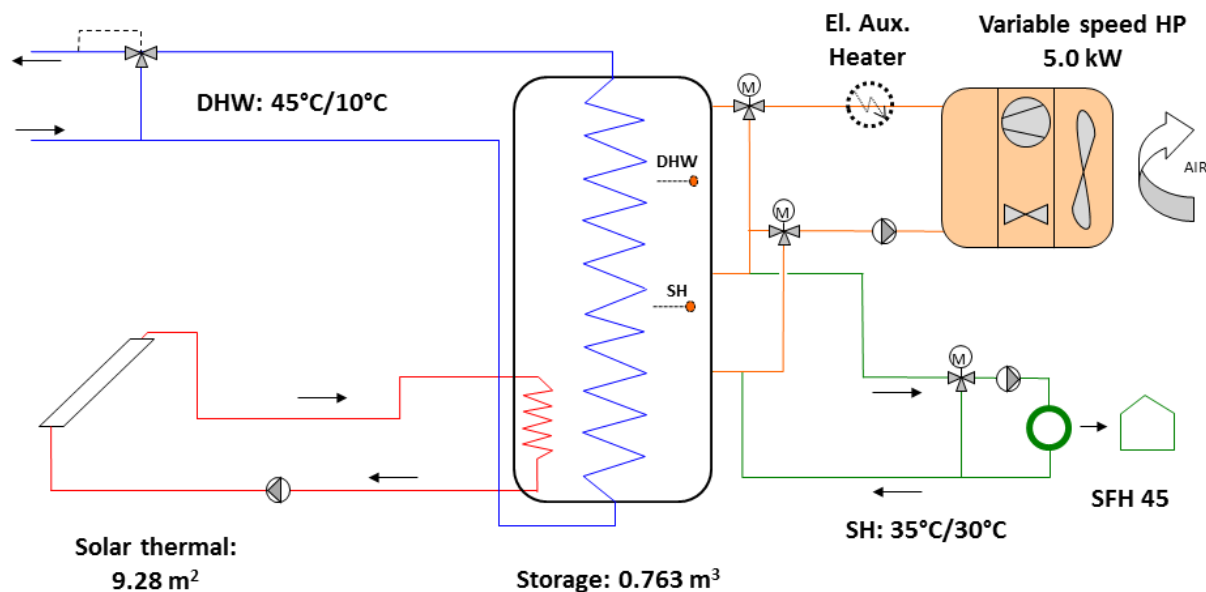 El. Aux.
Heater
Variable speed HP
5.0 kW
M
DHW: 45°C/10°C
DHW
AIR
M
SH
M
SFH 45
SH: 35°C/30°C
Solar thermal:
9.28 m²
Storage: 0.763 m³